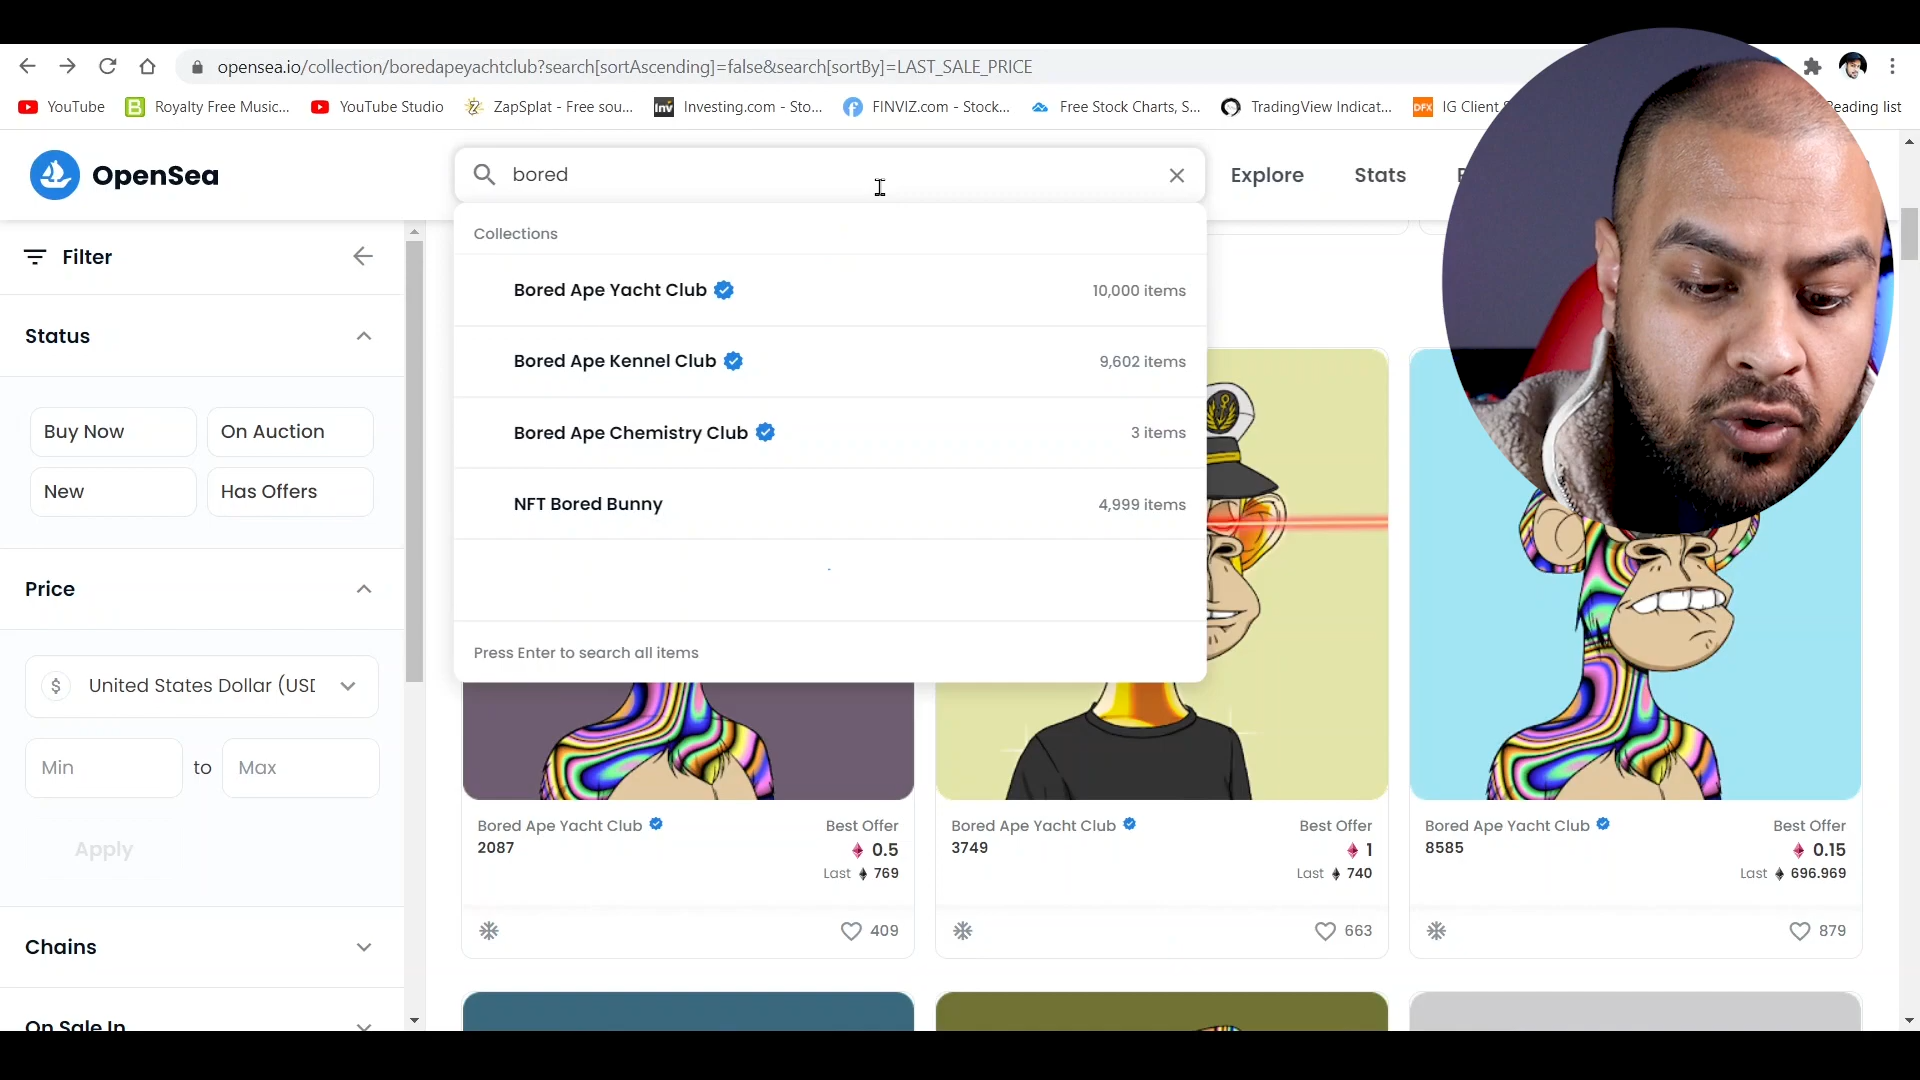 opensea.io/collection/boredapeyachtclub?search[sortAscending]=false&search[sortBy]=LAST_SALE_PRICE
YouTube
Royalty Free Music...
YouTube Studio
ZapSplat - Free sou...
Inv
Investing.com - Sto...
FINVIZ.com - Stock...
Free Stock Charts, S...
TradingView Indicat...
DFX
IG Client
eading list
OpenSea
bored
Explore
Stats
Filter
Collections
Bored Ape Yacht Club
10,000 items
Bored Ape Kennel Club
9,602 items
Bored Ape Chemistry Club
3 items
NFT Bored Bunny
4,999 items
Press Enter to search all items
Status
Buy Now
On Auction
New
Has Offers
Price
$
United States Dollar (USD
Min
to
Max
Apply
Chains
On Sale In
Bored Ape Yacht Club
Best Offer
2087
0.5
Last 769
409
Bored Ape Yacht Club
Best Offer
3749
1
Last 740
663
Bored Ape Yacht Club
Best Offer
8585
0.15
Last 696.969
879